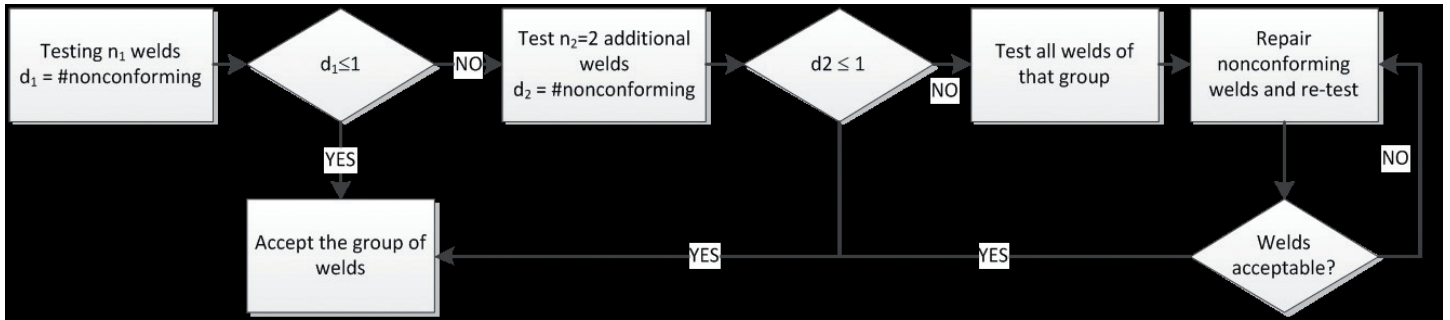 Testing n₁ welds
d₁ = #nonconforming
d₁≤1
NO
Test n₂=2 additional
welds
d₂ = #nonconforming
d2 ≤ 1
NO
Test all welds of
that group
Repair
nonconforming
welds and re-test
NO
YES
Accept the group of
welds
YES
YES
Welds
acceptable?